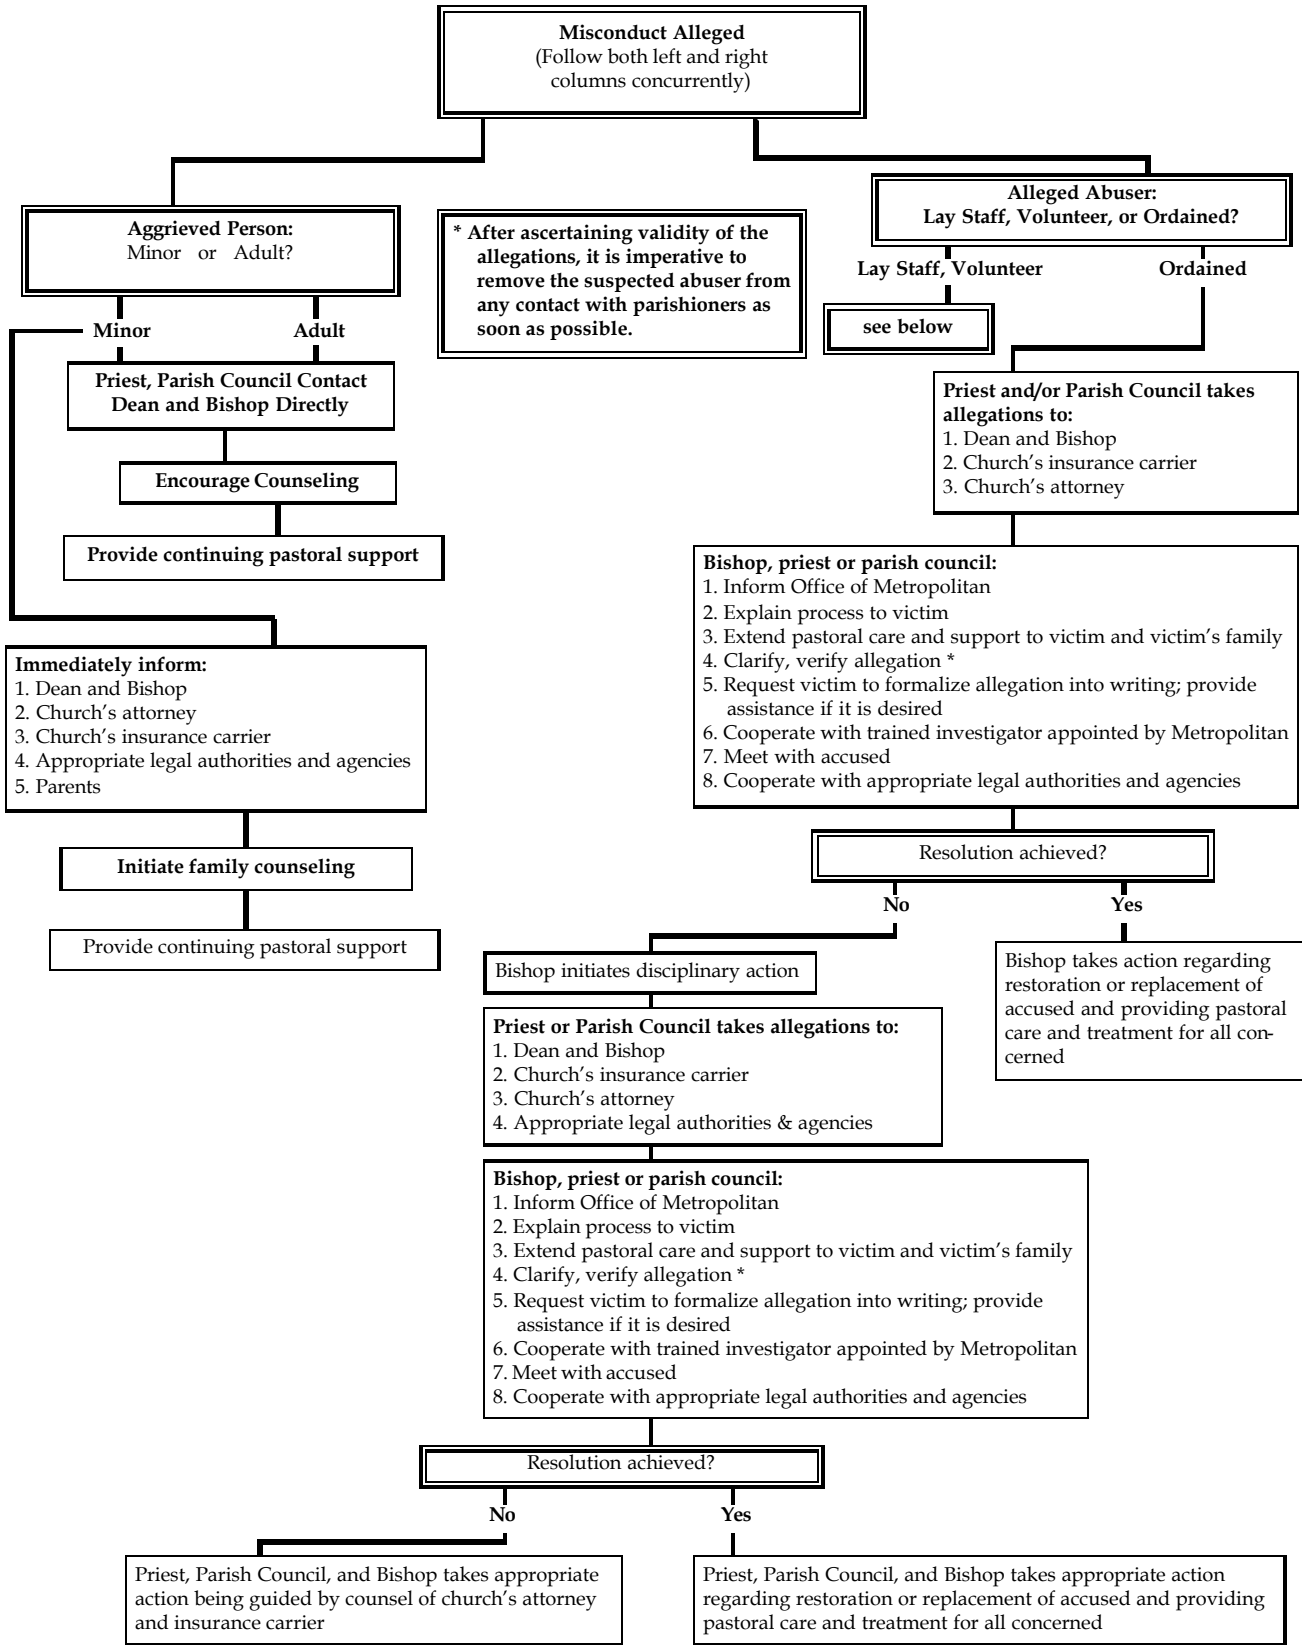 Misconduct Alleged
(Follow both left and right
columns concurrently)
Aggrieved Person:
Minor or Adult?
Minor
Adult
Priest, Parish Council Contact
Dean and Bishop Directly
Encourage Counseling
Provide continuing pastoral support
Immediately inform:
1. Dean and Bishop
2. Church’s attorney
3. Church’s insurance carrier
4. Appropriate legal authorities and agencies
5. Parents
Initiate family counseling
Provide continuing pastoral support
* After ascertaining validity of the
allegations, it is imperative to
remove the suspected abuser from
any contact with parishioners as
soon as possible.
Alleged Abuser:
Lay Staff, Volunteer, or Ordained?
Lay Staff, Volunteer
Ordained
see below
Priest and/or Parish Council takes
allegations to:
1. Dean and Bishop
2. Church’s insurance carrier
3. Church’s attorney
Bishop, priest or parish council:
1. Inform Office of Metropolitan
2. Explain process to victim
3. Extend pastoral care and support to victim and victim’s family
4. Clarify, verify allegation *
5. Request victim to formalize allegation into writing; provide
assistance if it is desired
6. Cooperate with trained investigator appointed by Metropolitan
7. Meet with accused
8. Cooperate with appropriate legal authorities and agencies
Resolution achieved?
No
Yes
Bishop initiates disciplinary action
Bishop takes action regarding
restoration or replacement of
accused and providing pastoral
care and treatment for all con-
cerned
Priest or Parish Council takes allegations to:
1. Dean and Bishop
2. Church’s insurance carrier
3. Church’s attorney
4. Appropriate legal authorities & agencies
Bishop, priest or parish council:
1. Inform Office of Metropolitan
2. Explain process to victim
3. Extend pastoral care and support to victim and victim’s family
4. Clarify, verify allegation *
5. Request victim to formalize allegation into writing; provide
assistance if it is desired
6. Cooperate with trained investigator appointed by Metropolitan
7. Meet with accused
8. Cooperate with appropriate legal authorities and agencies
Resolution achieved?
No
Yes
Priest, Parish Council, and Bishop takes appropriate
action being guided by counsel of church’s attorney
and insurance carrier
Priest, Parish Council, and Bishop takes appropriate action
regarding restoration or replacement of accused and providing
pastoral care and treatment for all concerned